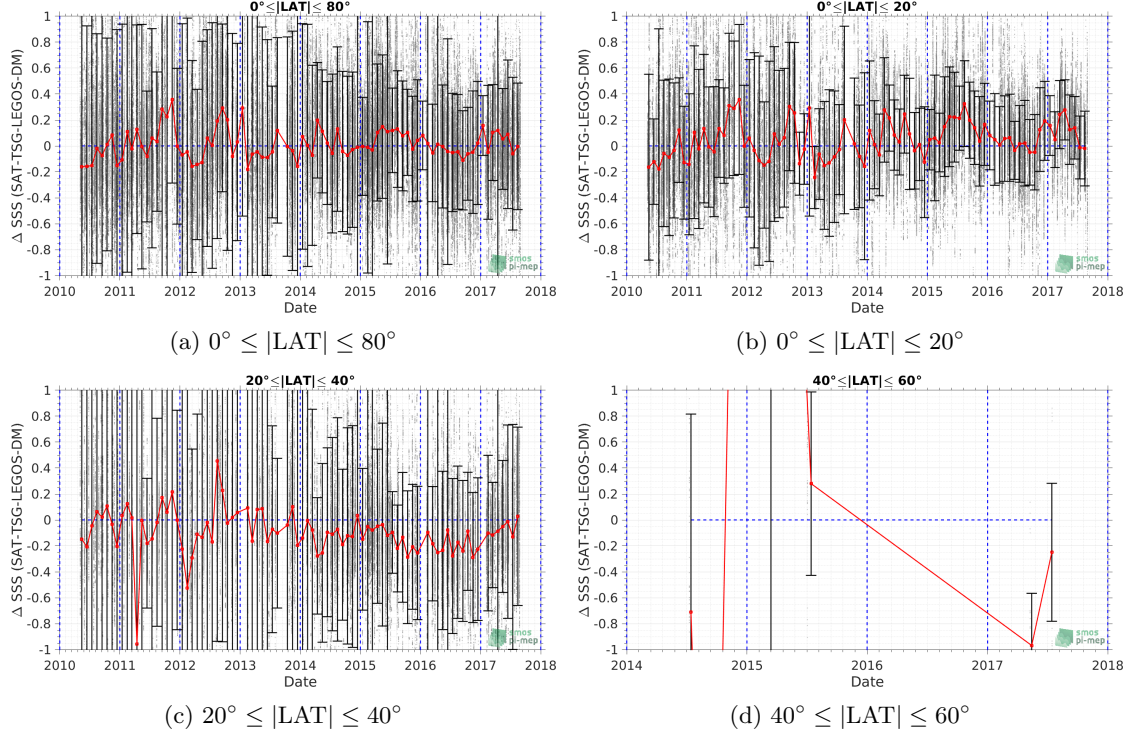 0°≤|LAT|≤ 80°
Δ SSS (SAT-TSG-LEGOS-DM)
1
0.8
0.6
0.4
0.2
0
-0.2
-0.4
-0.6
-0.8
-1
2010 2011 2012 2013 2014 2015 2016 2017 2018
Date
smos
pi-mep
(a) 0° ≤ |LAT| ≤ 80°
0°≤|LAT|≤ 20°
Δ SSS (SAT-TSG-LEGOS-DM)
1
0.8
0.6
0.4
0.2
0
-0.2
-0.4
-0.6
-0.8
-1
2010 2011 2012 2013 2014 2015 2016 2017 2018
Date
smos
pi-mep
(b) 0° ≤ |LAT| ≤ 20°
20°≤|LAT|≤ 40°
Δ SSS (SAT-TSG-LEGOS-DM)
1
0.8
0.6
0.4
0.2
0
-0.2
-0.4
-0.6
-0.8
-1
2010 2011 2012 2013 2014 2015 2016 2017 2018
Date
smos
pi-mep
(c) 20° ≤ |LAT| ≤ 40°
40°≤|LAT|≤ 60°
Δ SSS (SAT-TSG-LEGOS-DM)
1
0.8
0.6
0.4
0.2
0
-0.2
-0.4
-0.6
-0.8
-1
2014 2015 2016 2017 2018
Date
smos
pi-mep
(d) 40° ≤ |LAT| ≤ 60°